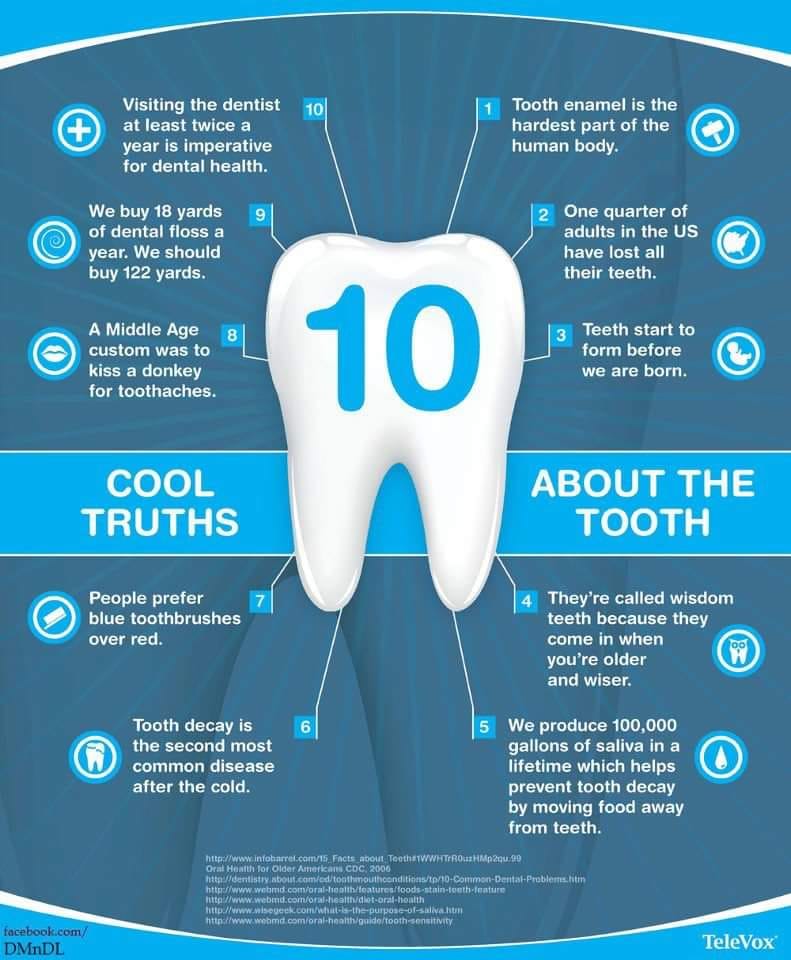 10
COOL
TRUTHS
ABOUT THE
TOOTH
1
Tooth enamel is the
hardest part of the
human body.
2
One quarter of
adults in the US
have lost all
their teeth.
3
Teeth start to
form before
we are born.
4
They're called wisdom
teeth because they
come in when
you're older
and wiser.
5
We produce 100,000
gallons of saliva in a
lifetime which helps
prevent tooth decay
by moving food away
from teeth.
6
Tooth decay is
the second most
common disease
after the cold.
7
People prefer
blue toothbrushes
over red.
8
A Middle Age
custom was to
kiss a donkey
for toothaches.
9
We buy 18 yards
of dental floss a
year. We should
buy 122 yards.
10
Visiting the dentist
at least twice a
year is imperative
for dental health.
http://www.infobarrel.com/15_Facts_about_Teeth#1WWHTrR0uzHMp2qu.99
Oral Health for Older Americans CDC, 2006
http://dentistry.about.com/cd/toothmouthconditions/tp/10-Common-Dental-Problems.htm
http://www.webmd.com/oral-health/features/foods-stain-teeth-feature
http://www.webmd.com/oral-health/diet-oral-health
http://www.wisegeek.com/what-is-the-purpose-of-saliva.htm
http://www.webmd.com/oral-health/guide/tooth-sensitivity
facebook.com/
DMnDL
TeleVox